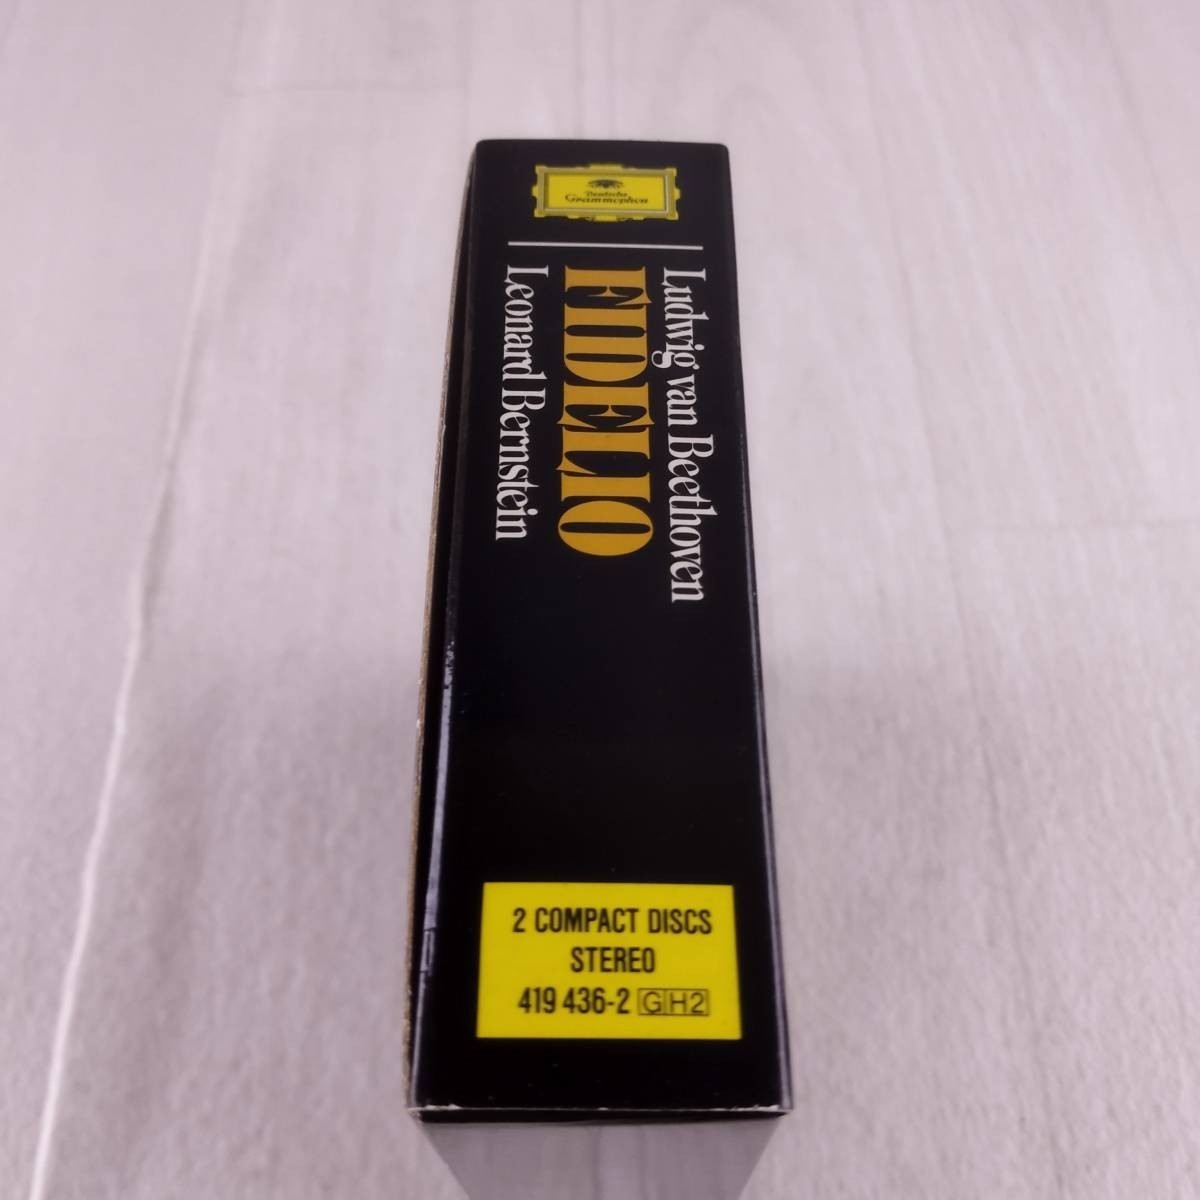 Deutsche
Grammophon
Ludwig van Beethoven
FIDELIO
Leonard Bernstein
2 COMPACT DISCS
STEREO
419 436-2 GH2